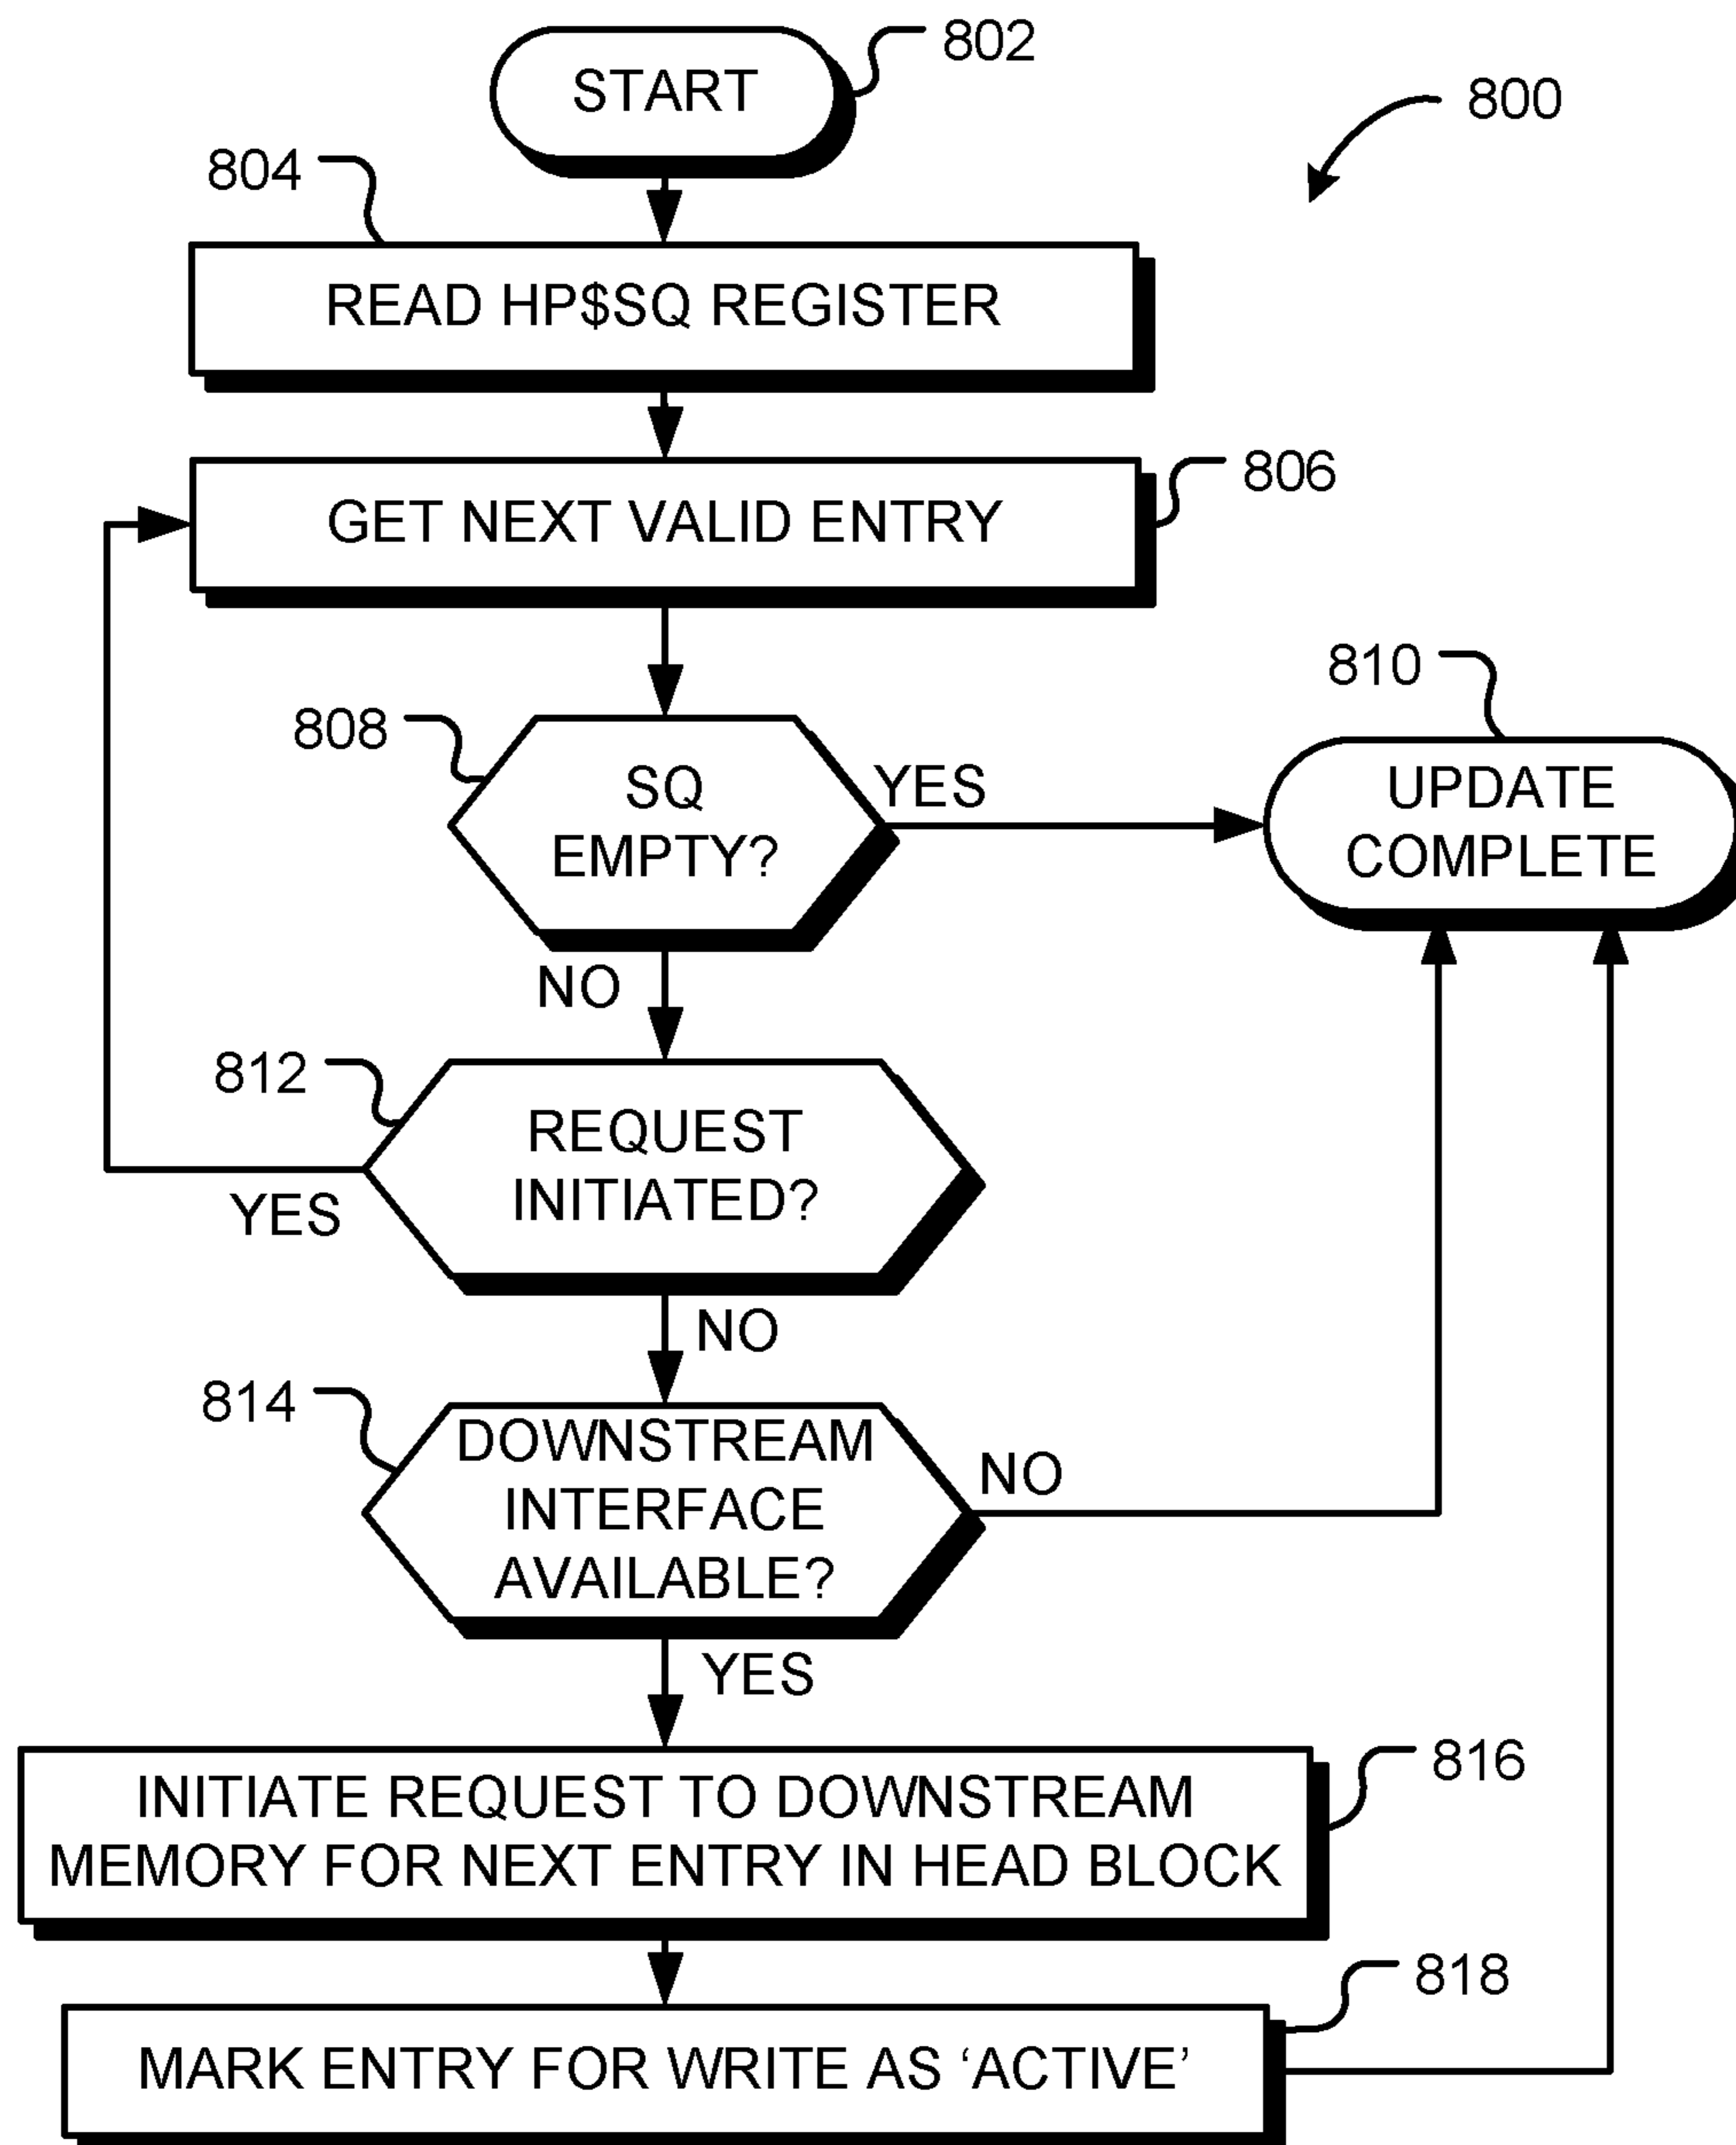 802
START
800
804
READ HP$SQ REGISTER
806
GET NEXT VALID ENTRY
810
808
SQ
EMPTY?
YES
UPDATE
COMPLETE
NO
812
REQUEST
INITIATED?
YES
NO
814
DOWNSTREAM
INTERFACE
AVAILABLE?
NO
YES
816
INITIATE REQUEST TO DOWNSTREAM
MEMORY FOR NEXT ENTRY IN HEAD BLOCK
818
MARK ENTRY FOR WRITE AS ‘ACTIVE’